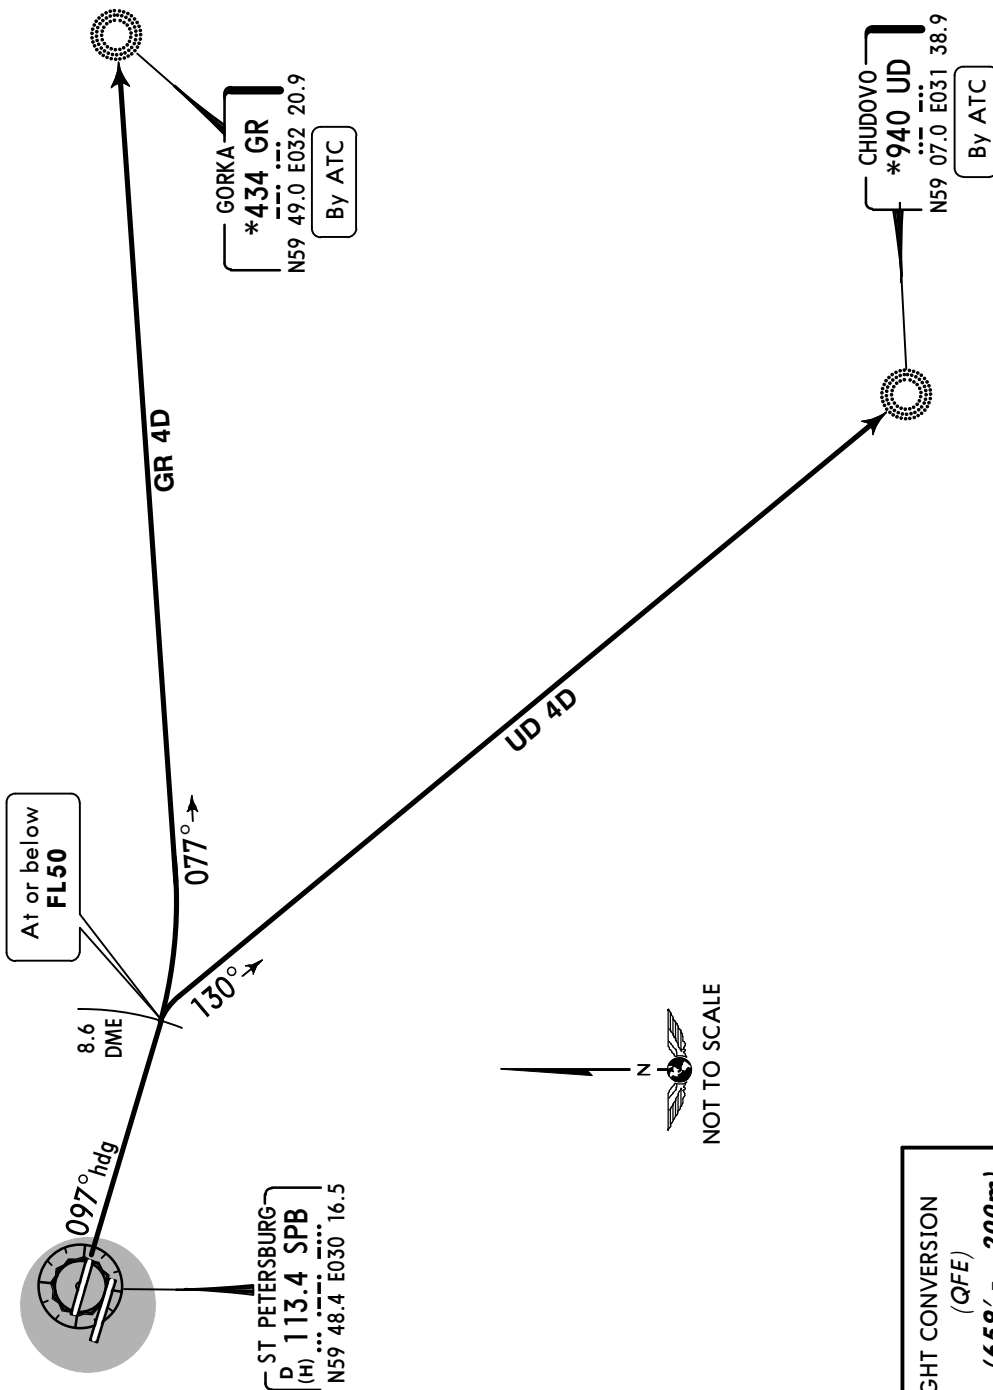 GORKA
*434 GR
N59 49.0 E032 20.9
By ATC
CHUDOVO
*940 UD
N59 07.0 E031 38.9
By ATC
GR 4D
UD 4D
At or below
FL50
077°
130°
8.6
DME
097° hdg
ST PETERSBURG
D
(H) 113.4 SPB
N59 48.4 E030 16.5
N
NOT TO SCALE
GHT CONVERSION
(QFE)
(658' - 200m)